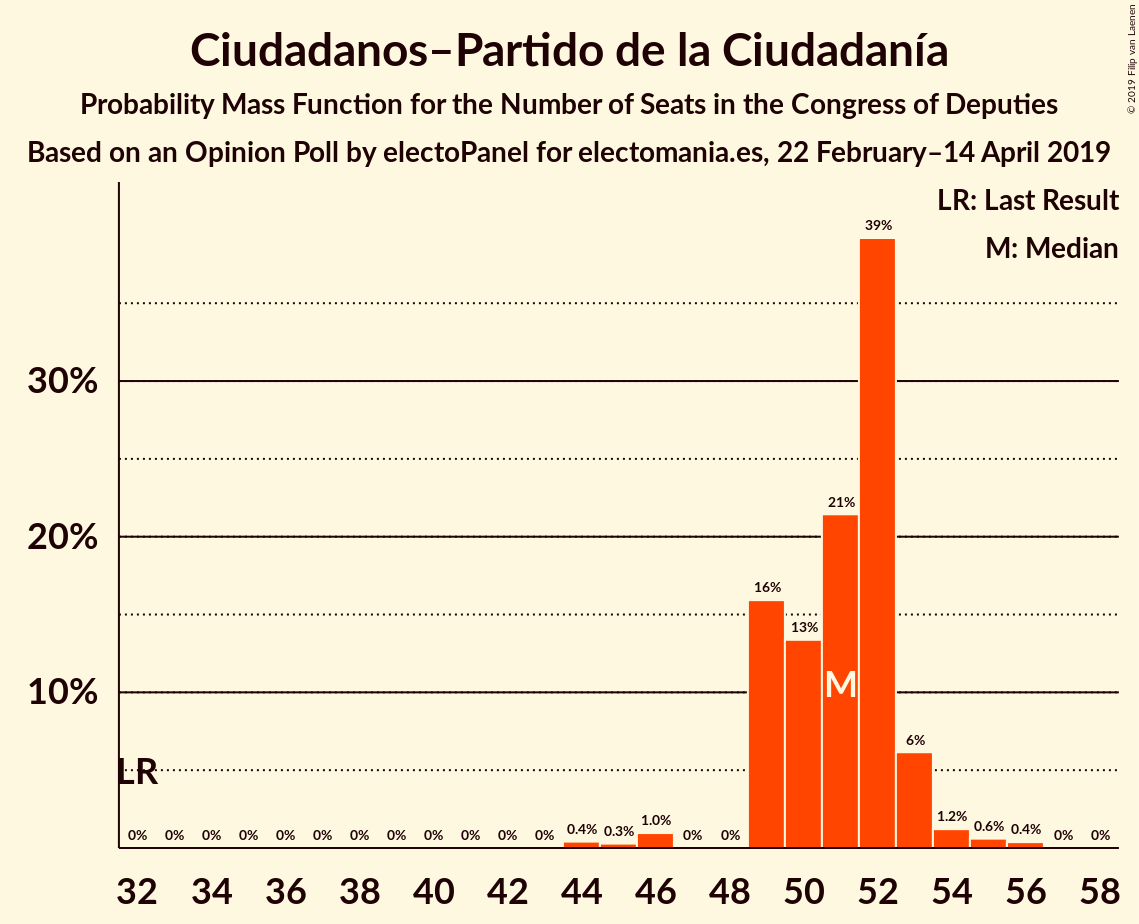 Ciudadanos–Partido de la Ciudadanía
Probability Mass Function for the Number of Seats in the Congress of Deputies
Based on an Opinion Poll by electoPanel for electomania.es, 22 February–14 April 2019
© 2019 Filip van Laenen
LR: Last Result
M: Median
39%
30%
21%
20%
16%
13%
10%
M
6%
LR
0% 0% 0% 0% 0% 0% 0% 0% 0% 0% 0% 0% 0.4% 0.3% 1.0% 0% 0% 1.2% 0.6% 0.4% 0% 0%
32 34 36 38 40 42 44 46 48 50 52 54 56 58